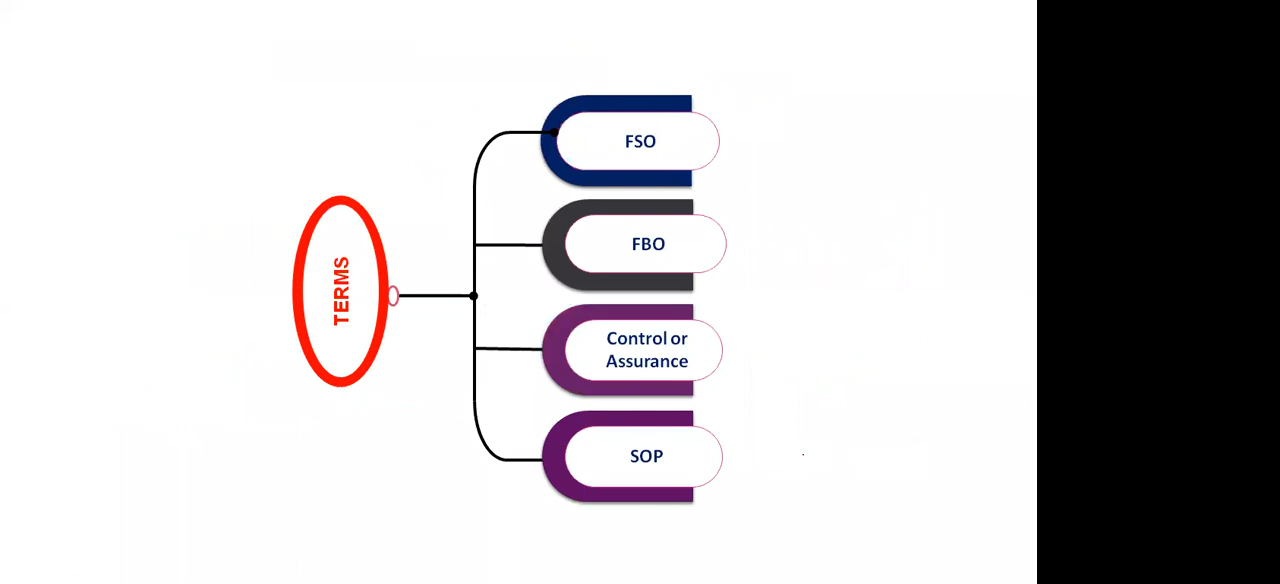 TERMS
FSO
FBO
Control or
Assurance
SOP